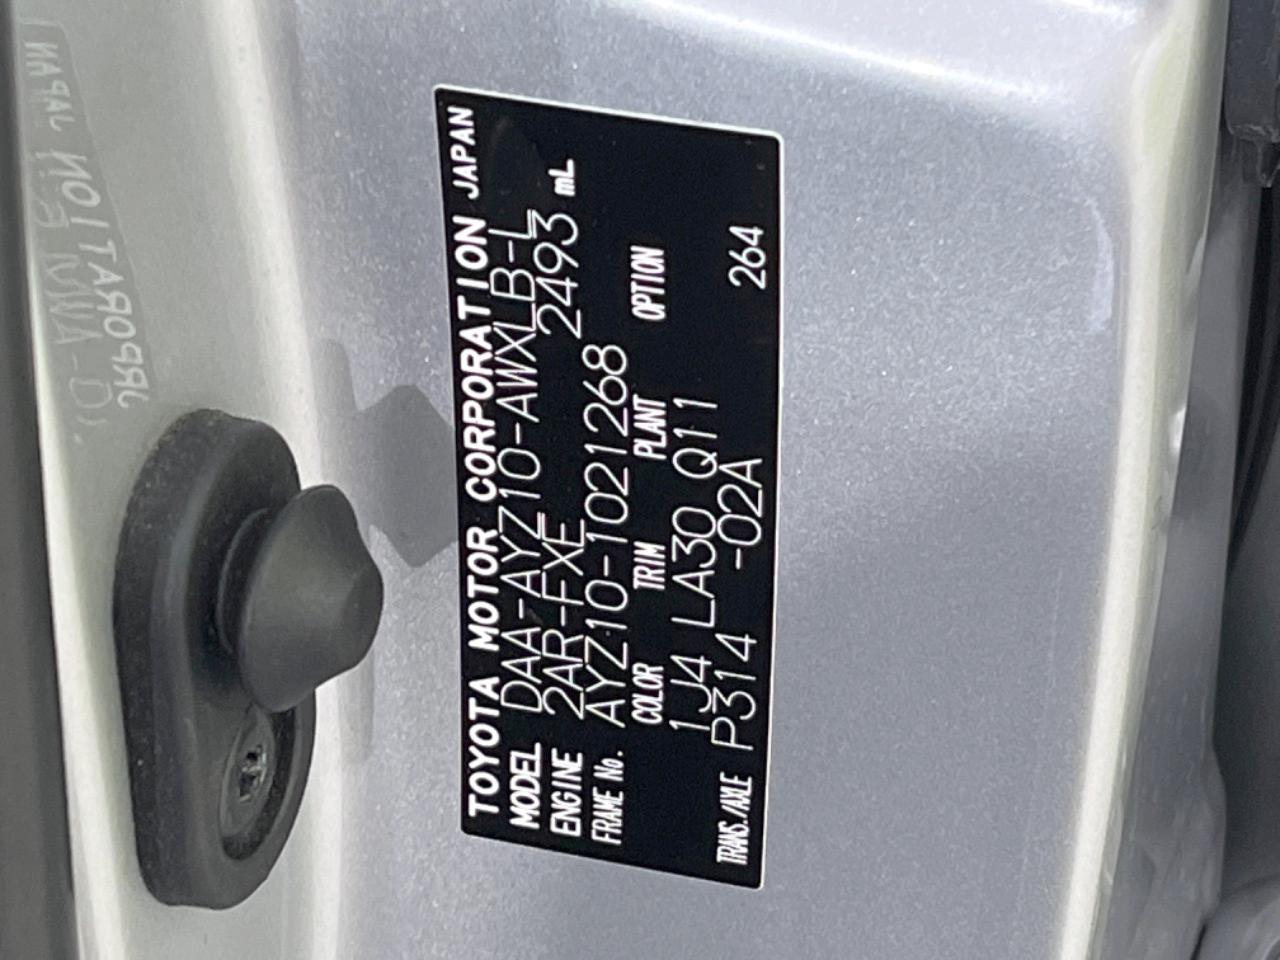 TOYOTA MOTOR CORPORATION JAPAN
MODEL DAA-AYZ10-AWXLB-L
ENGINE 2AR-FXE 2493 mL
FRAME No. AYZ10-1021268
COLOR TRIM PLANT OPTION
1J4 LA30 Q11
TRANS./AXLE P314 -02A 264